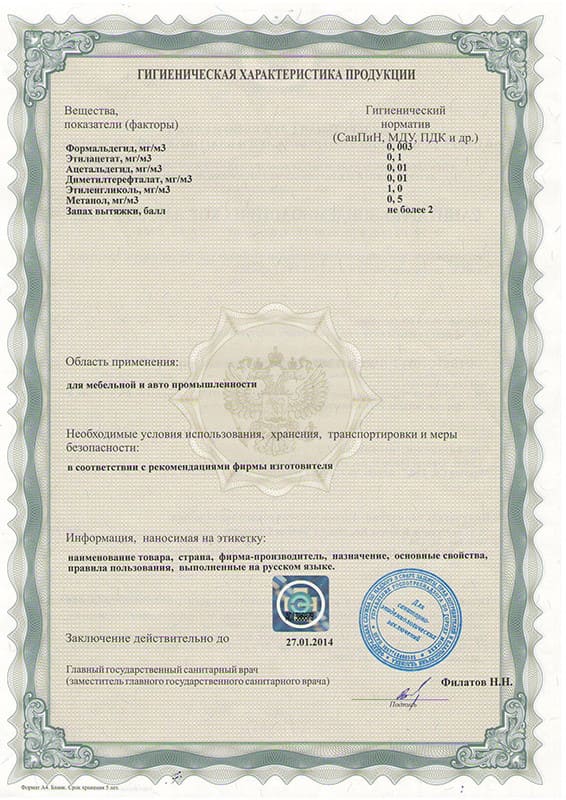 ГИГИЕНИЧЕСКАЯ ХАРАКТЕРИСТИКА ПРОДУКЦИИ
Вещества, показатели (факторы)
Гигиенический норматив (СанПиН, МДУ, ПДК и др.)
Формальдегид, мг/м3 0, 003
Этилацетат, мг/м3 0, 1
Ацетальдегид, мг/м3 0, 01
Диметилтерефталат, мг/м3 0, 01
Этиленгликоль, мг/м3 1, 0
Метанол, мг/м3 0, 5
Запах вытяжки, балл не более 2
Область применения:
для мебельной и авто промышленности
Необходимые условия использования, хранения, транспортировки и меры
безопасности:
в соответствии с рекомендациями фирмы изготовителя
Информация, наносимая на этикетку:
наименование товара, страна, фирма-производитель, назначение, основные свойства,
правила пользования, выполненные на русском языке.
Для
санитарно-
эпидемиологических
заключений
Заключение действительно до 27.01.2014
Главный государственный санитарный врач
(заместитель главного государственного санитарного врача)
Филатов Н.Н.
Подпись
Формат А4. Бланк. Срок хранения 5 лет.